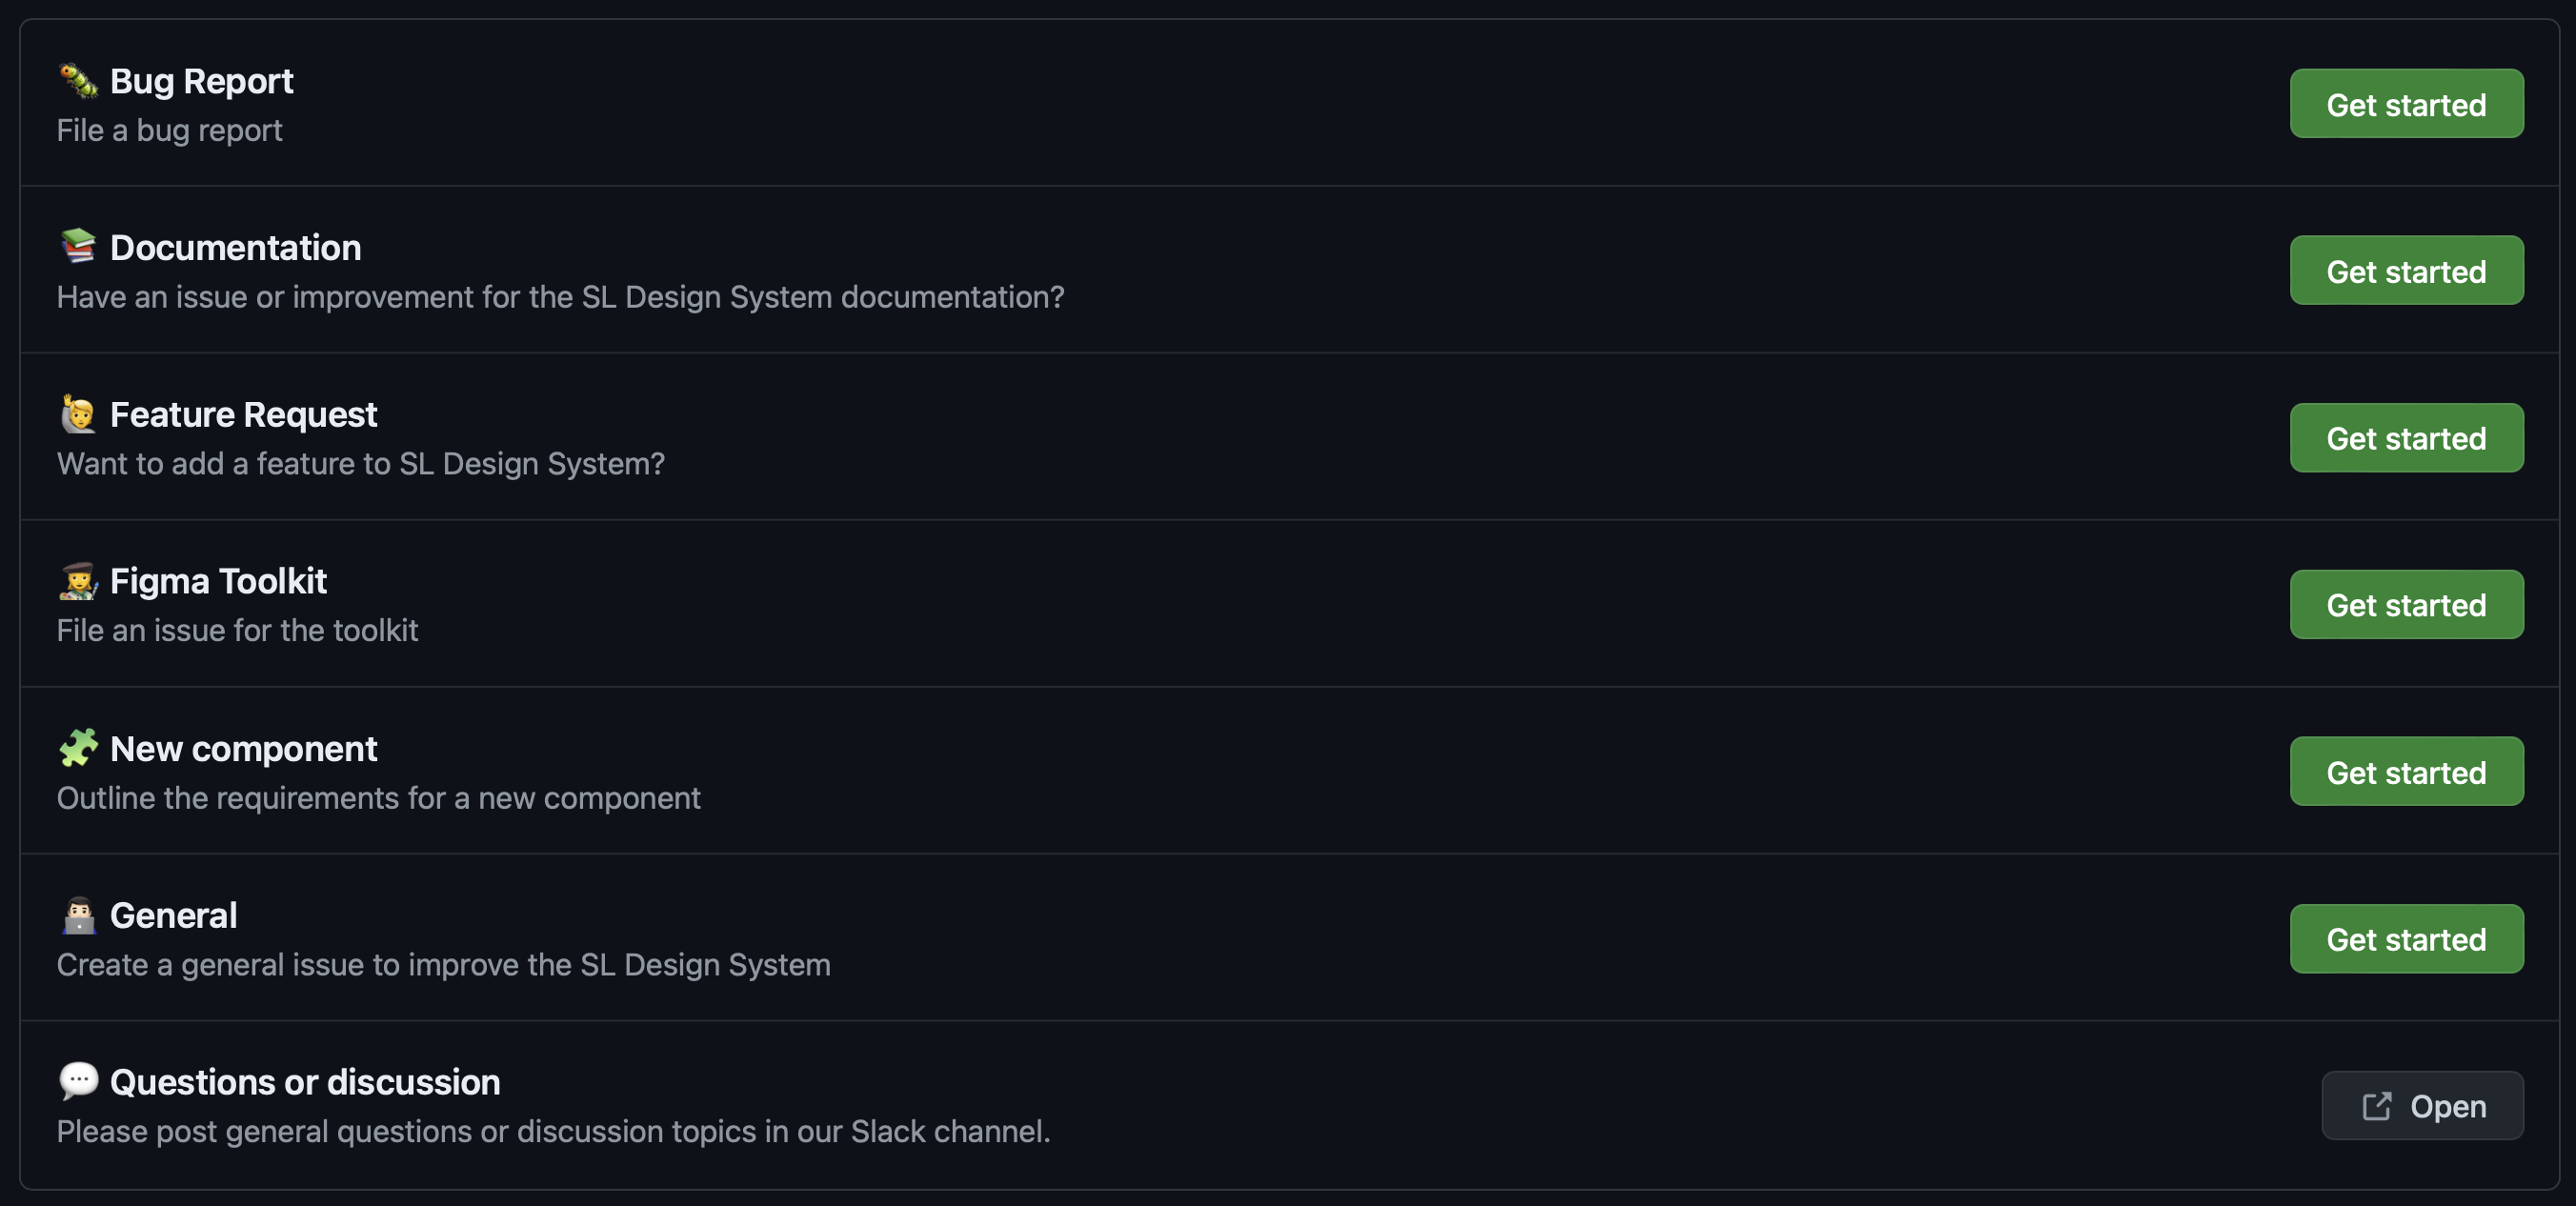 🐛 Bug Report
File a bug report
Get started
📚 Documentation
Have an issue or improvement for the SL Design System documentation?
Get started
🙋 Feature Request
Want to add a feature to SL Design System?
Get started
👩‍🎨 Figma Toolkit
File an issue for the toolkit
Get started
🧩 New component
Outline the requirements for a new component
Get started
👨🏻‍💻 General
Create a general issue to improve the SL Design System
Get started
💬 Questions or discussion
Please post general questions or discussion topics in our Slack channel.
Open